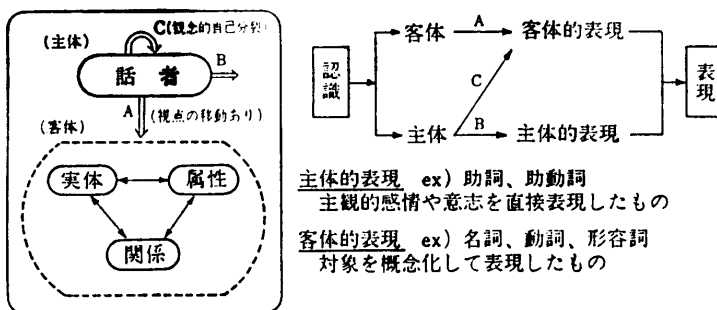 C(観念的自己分裂)
(主体)
話者
B
A
(視点の移動あり)
(客体)
実体
属性
関係
認識
客体
A
客体的表現
C
主体
B
主体的表現
表現
主体的表現 ex) 助詞、助動詞
主観的感情や意志を直接表現したもの
客体的表現 ex) 名詞、動詞、形容詞
対象を概念化して表現したもの